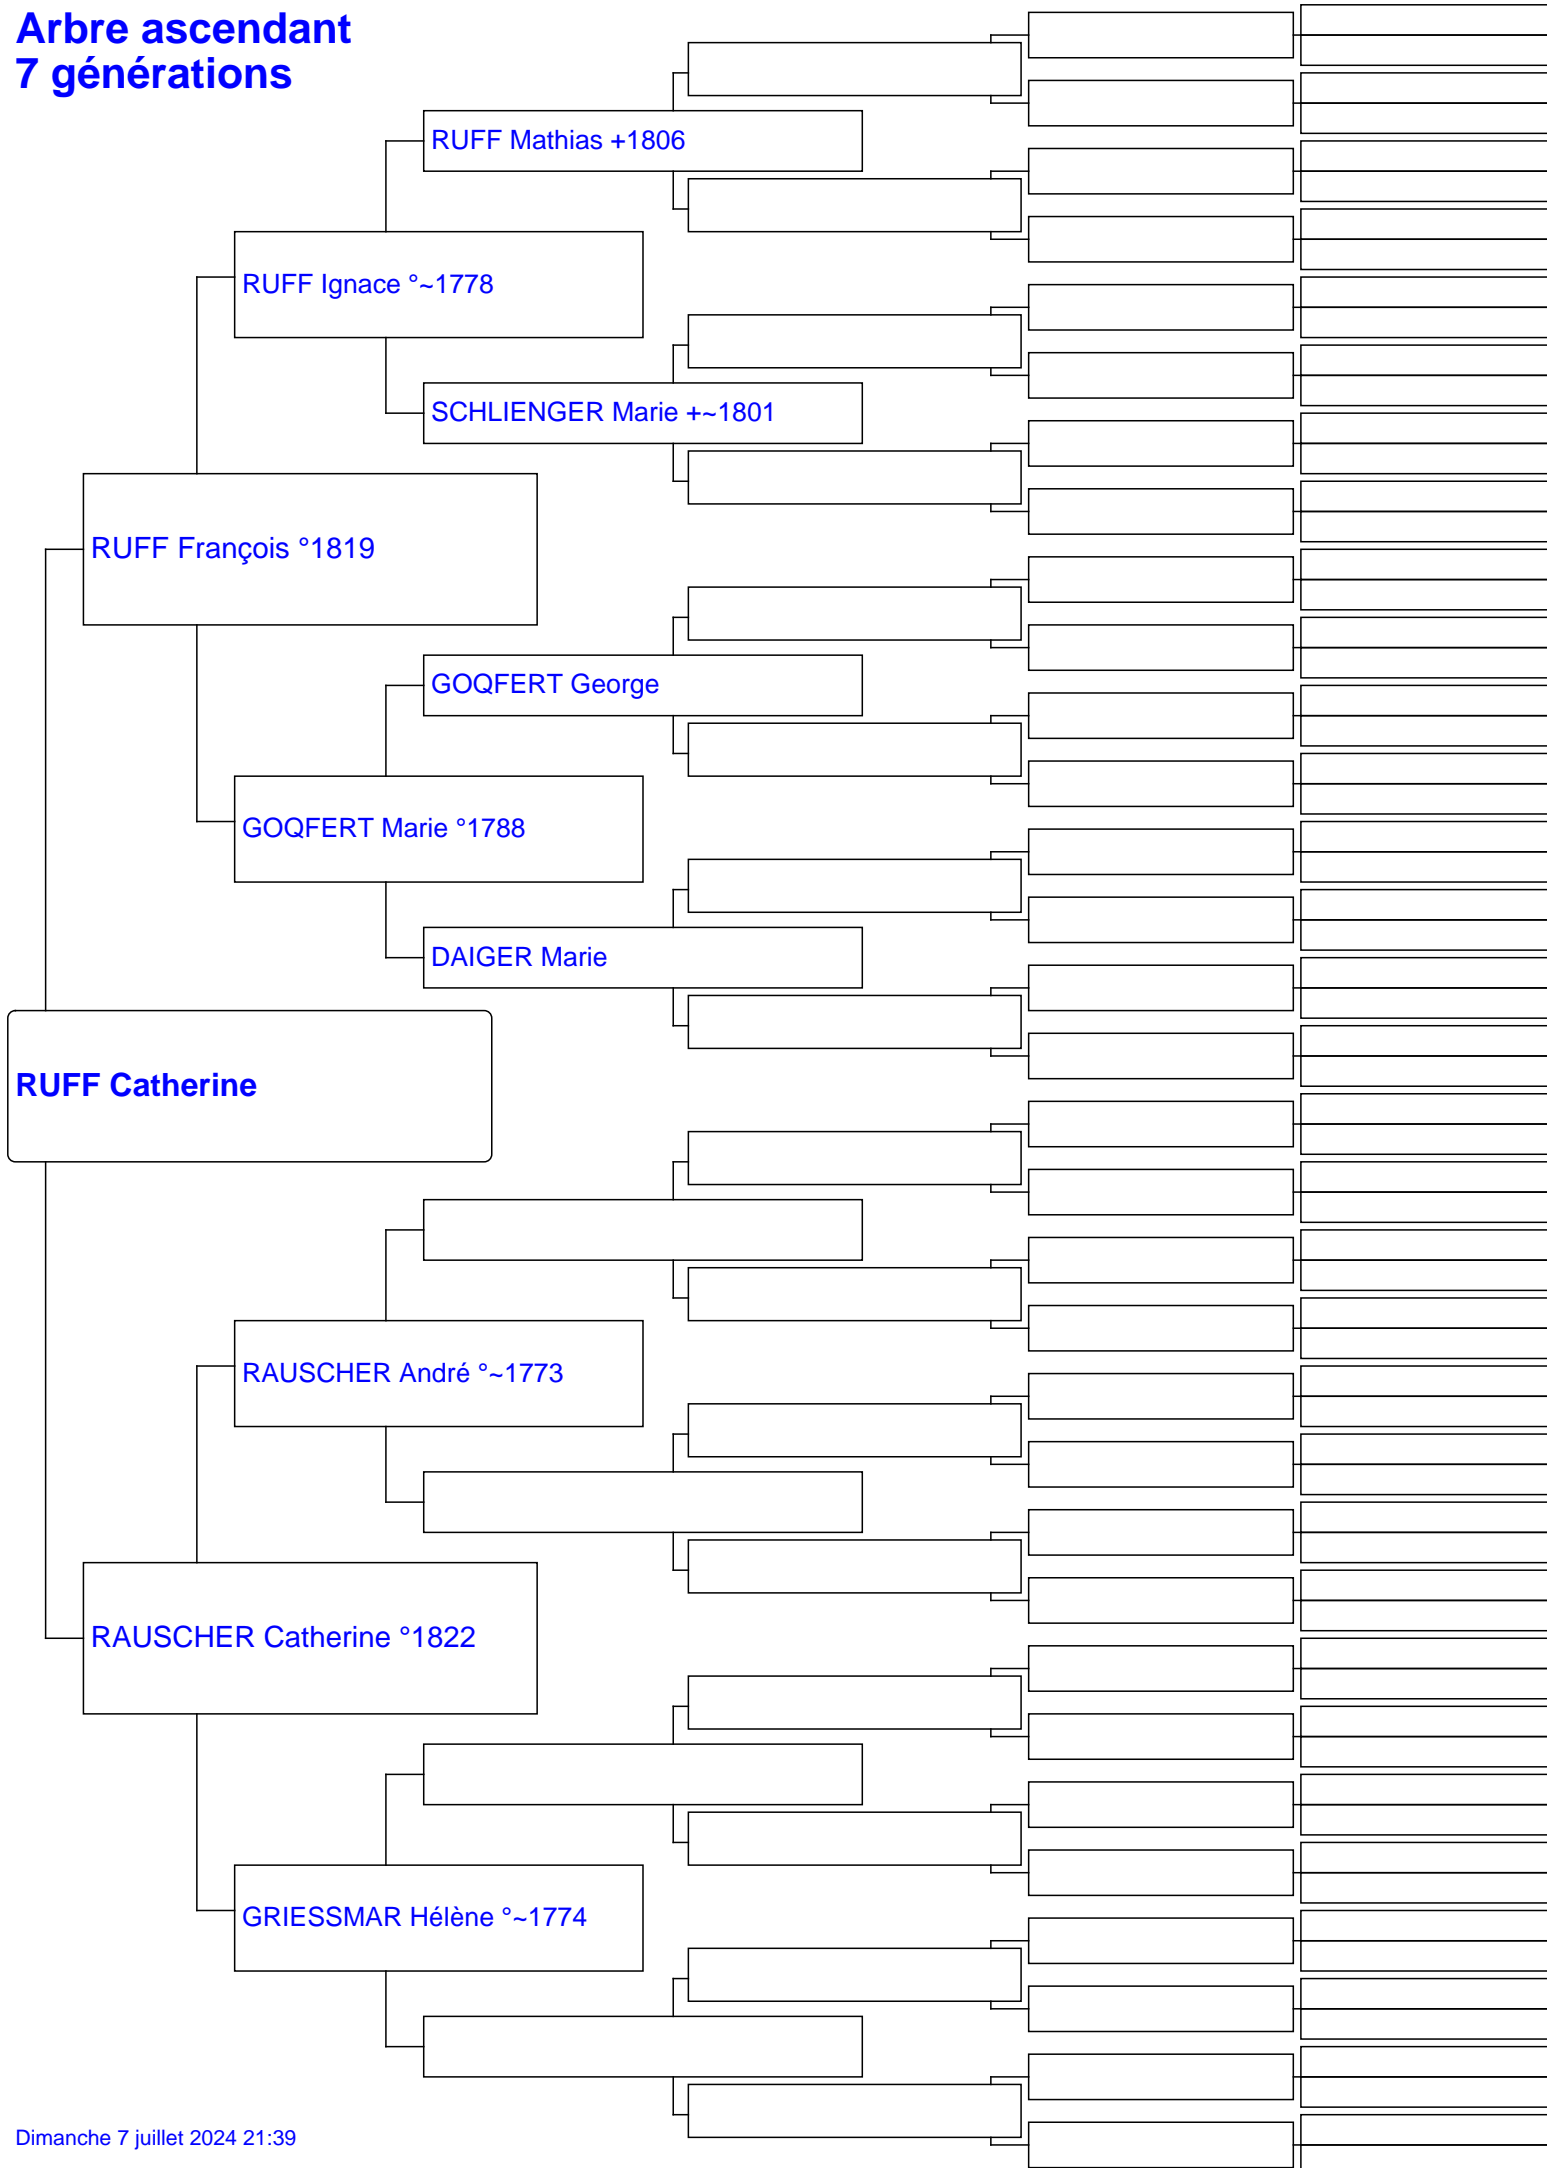 Arbre ascendant
7 générations
RUFF Mathias +1806
RUFF Ignace °~1778
SCHLIENGER Marie +~1801
RUFF François °1819
GOQFERT George
GOQFERT Marie °1788
DAIGER Marie
RUFF Catherine
RAUSCHER André °~1773
RAUSCHER Catherine °1822
GRIESSMAR Hélène °~1774
Dimanche 7 juillet 2024 21:39